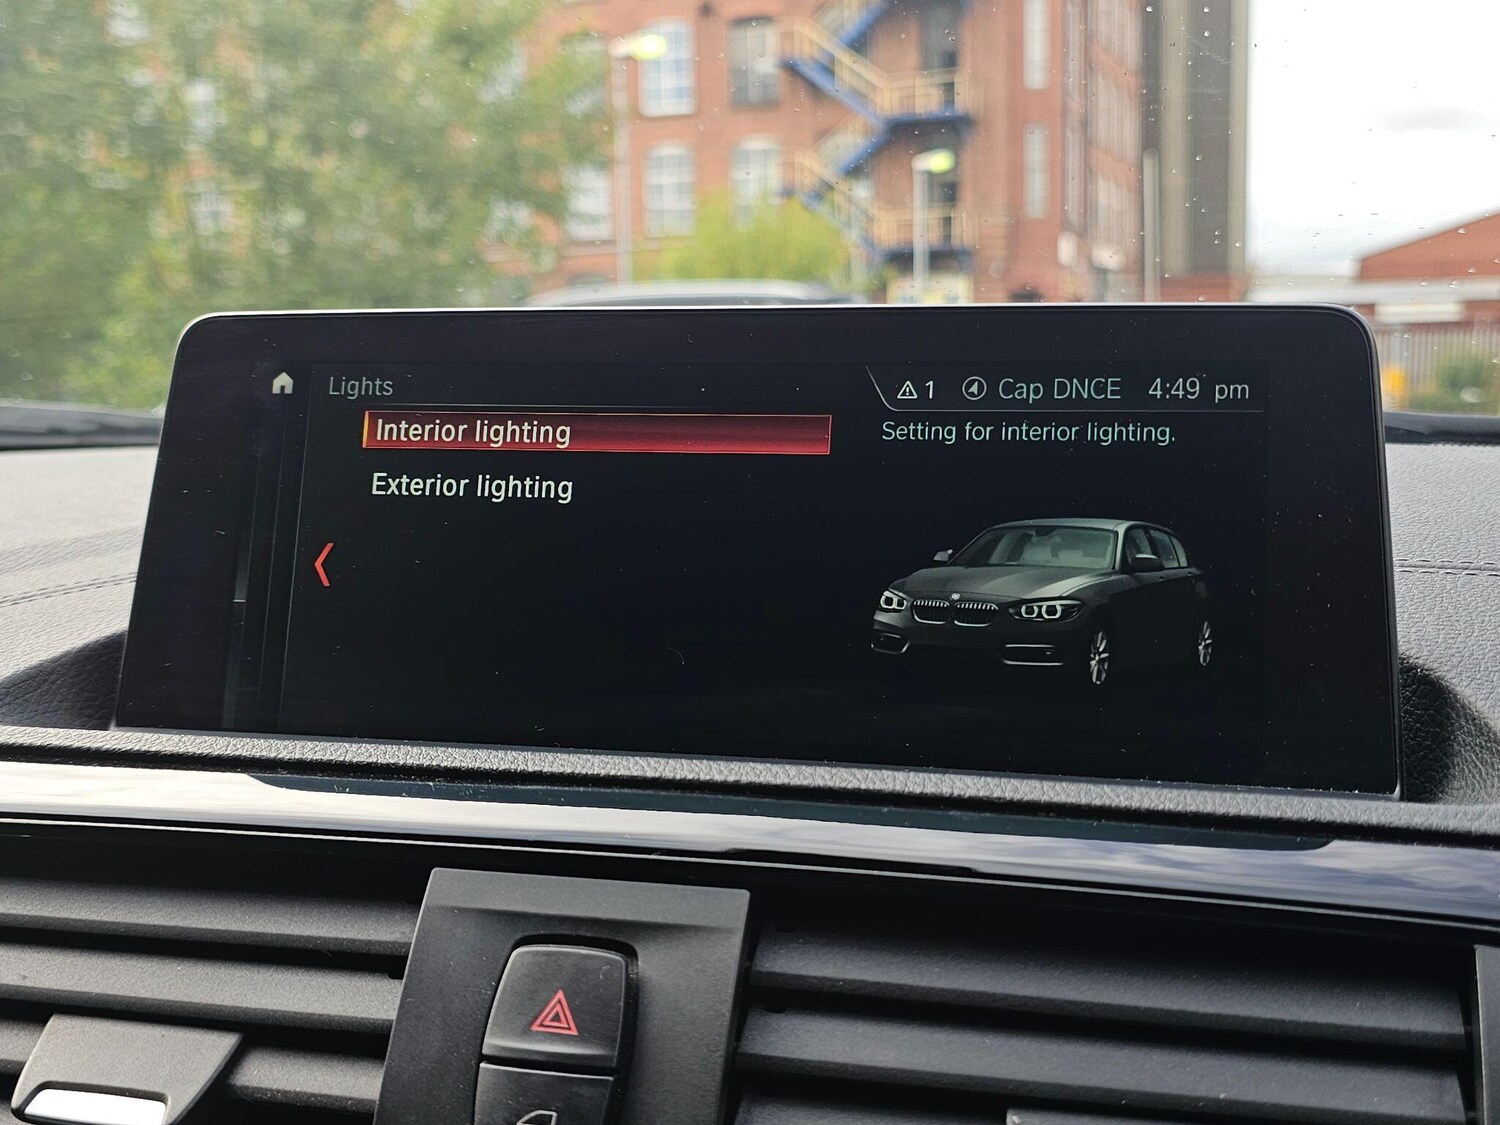 Lights
1 Cap DNCE 4:49 pm
Interior lighting
Setting for interior lighting.
Exterior lighting